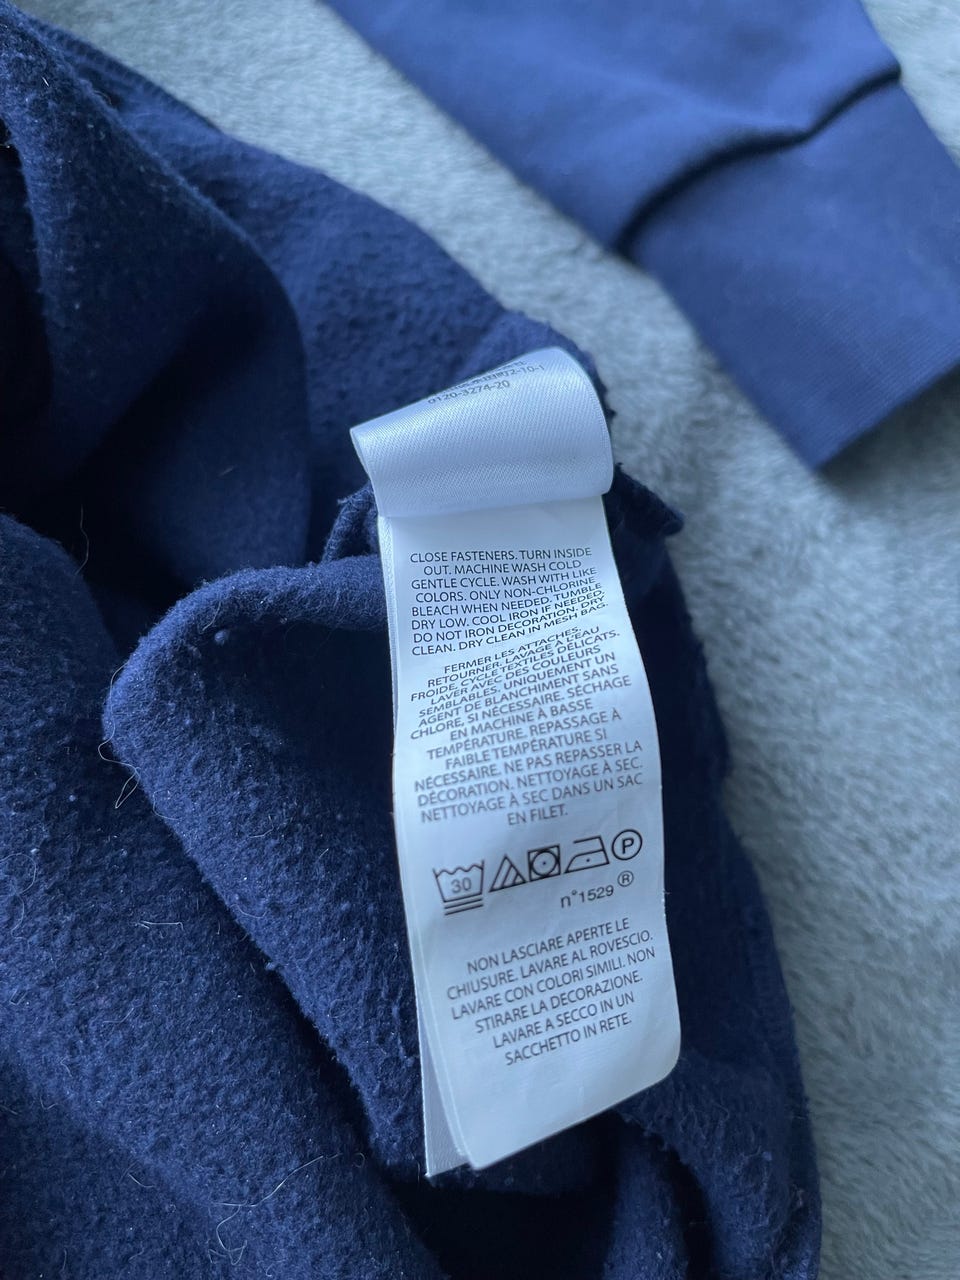 0120-3274-20
CLOSE FASTENERS. TURN INSIDE
OUT. MACHINE WASH COLD
GENTLE CYCLE. WASH WITH LIKE
COLORS. ONLY NON-CHLORINE
BLEACH WHEN NEEDED. TUMBLE
DRY LOW. COOL IRON IF NEEDED.
DO NOT IRON DECORATION. DRY
CLEAN. DRY CLEAN IN MESH BAG.
FERMER LES ATTACHES.
RETOURNER. LAVAGE À L'EAU
FROIDE, CYCLE TEXTILES DÉLICATS.
LAVER AVEC DES COULEURS
SEMBLABLES. UNIQUEMENT UN
AGENT DE BLANCHIMENT SANS
CHLORE, SI NÉCESSAIRE. SÉCHAGE
EN MACHINE À BASSE
TEMPÉRATURE. REPASSAGE À
FAIBLE TEMPÉRATURE SI
NÉCESSAIRE. NE PAS REPASSER LA
DÉCORATION. NETTOYAGE À SEC.
NETTOYAGE À SEC DANS UN SAC
EN FILET.
30 P
n°1529 ®
NON LASCIARE APERTE LE
CHIUSURE. LAVARE AL ROVESCIO.
LAVARE CON COLORI SIMILI. NON
STIRARE LA DECORAZIONE.
LAVARE A SECCO IN UN
SACCHETTO IN RETE.